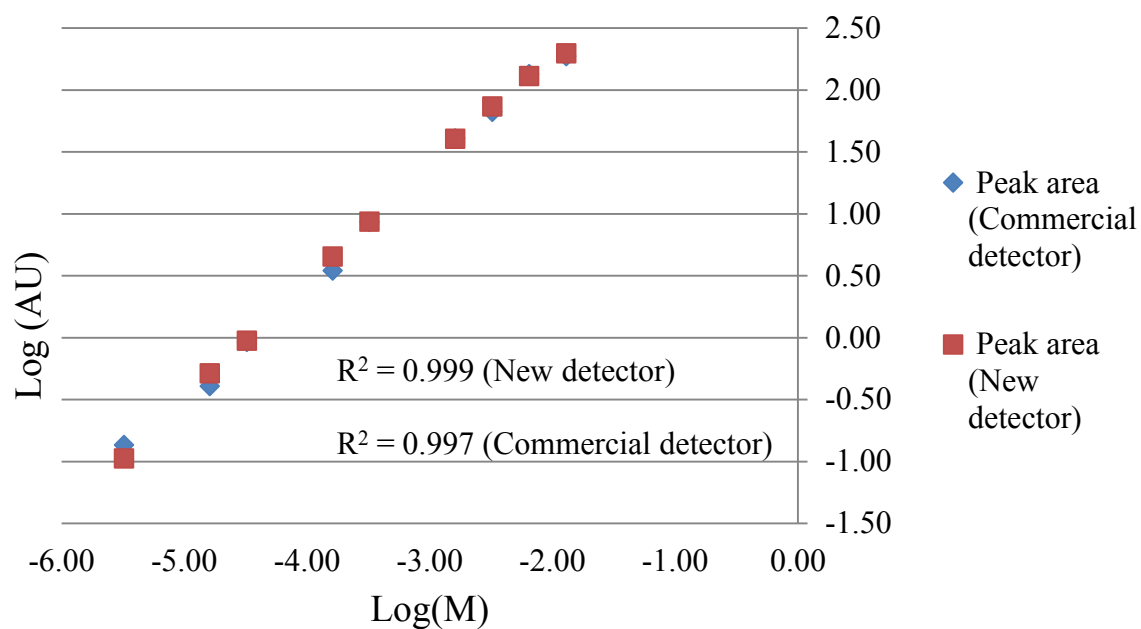 2.50
2.00
1.50
1.00
0.50
0.00
-0.50
-1.00
-1.50
Log (AU)
R² = 0.999 (New detector)
R² = 0.997 (Commercial detector)
-6.00 -5.00 -4.00 -3.00 -2.00 -1.00 0.00
Log(M)
Peak area
(Commercial
detector)
Peak area
(New
detector)